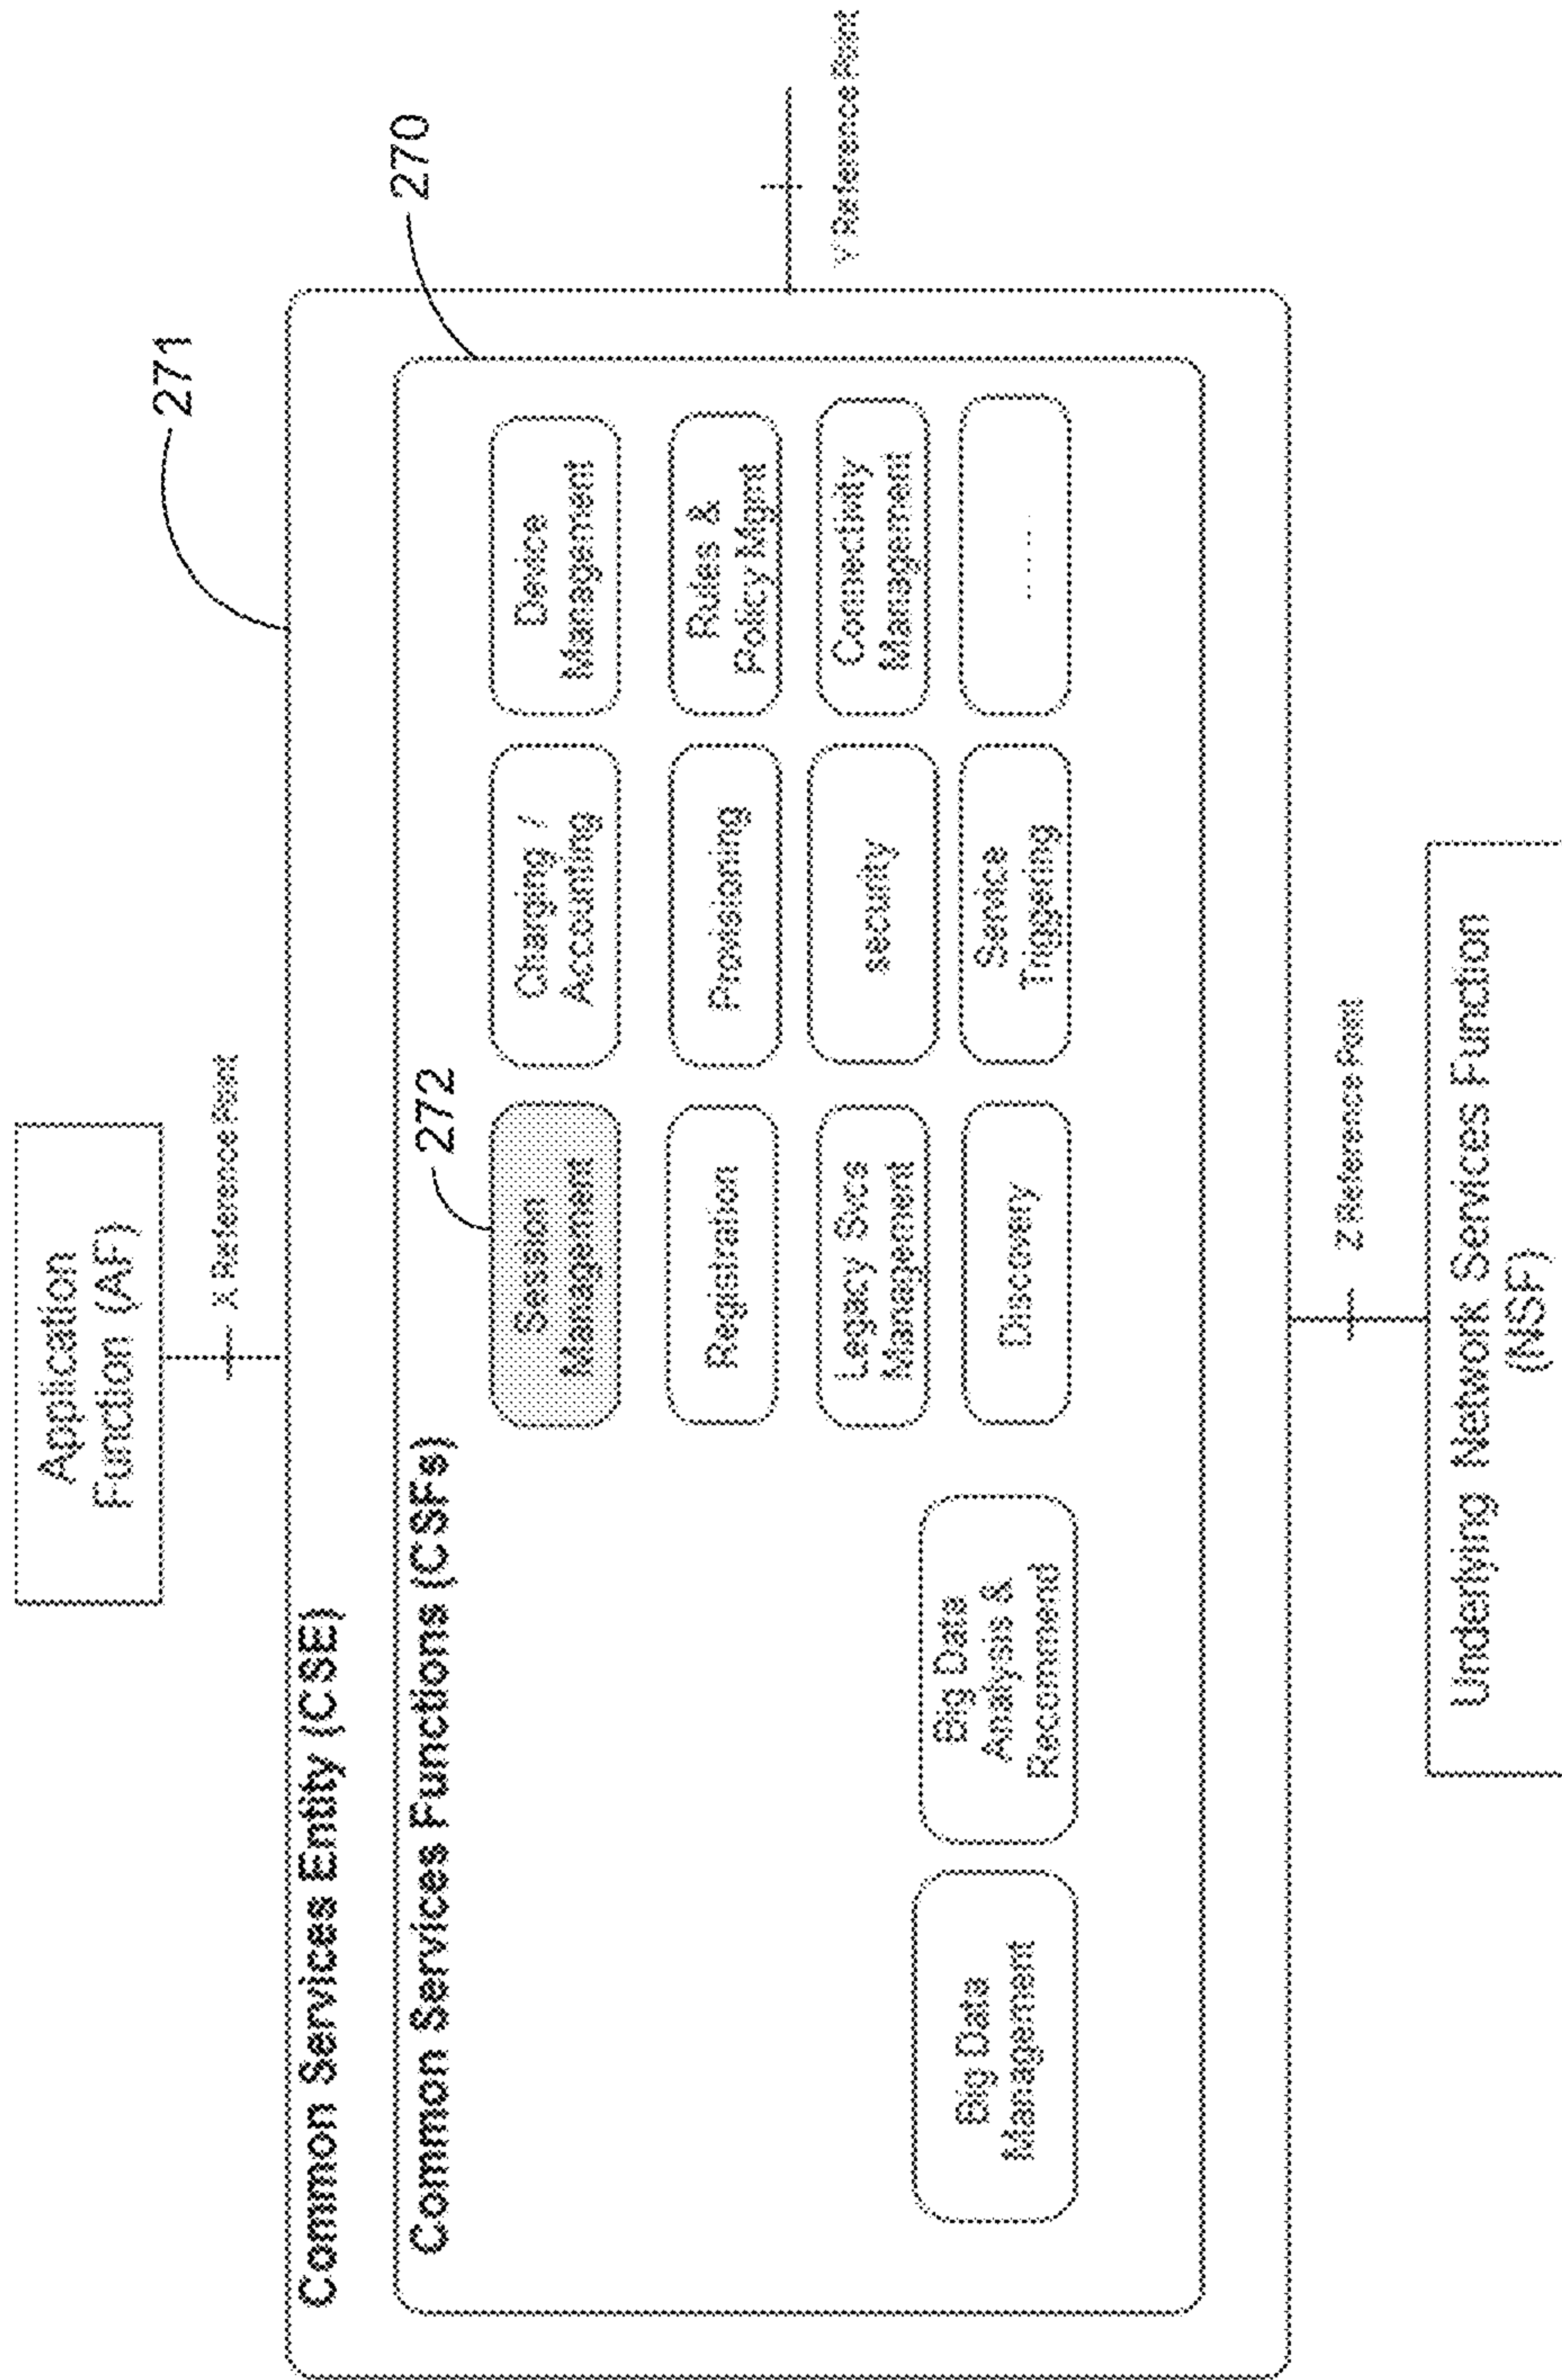 Application
Function (AF)
X Reference Point
271
Common Services Entity (CSE)
270
Common Services Functions (CSFs)
272
Session
Management
Charging /
Accounting
Device
Management
Registration
Provisioning
Rules &
Policy Mgmt
Legacy Svcs
Management
security
Connectivity
Management
Discovery
Service
Triggering
......
Big Data
Management
Big Data
Analysis &
Recommend
Y Reference Point
Z Reference Point
Underlying Network Services Function
(NSF)